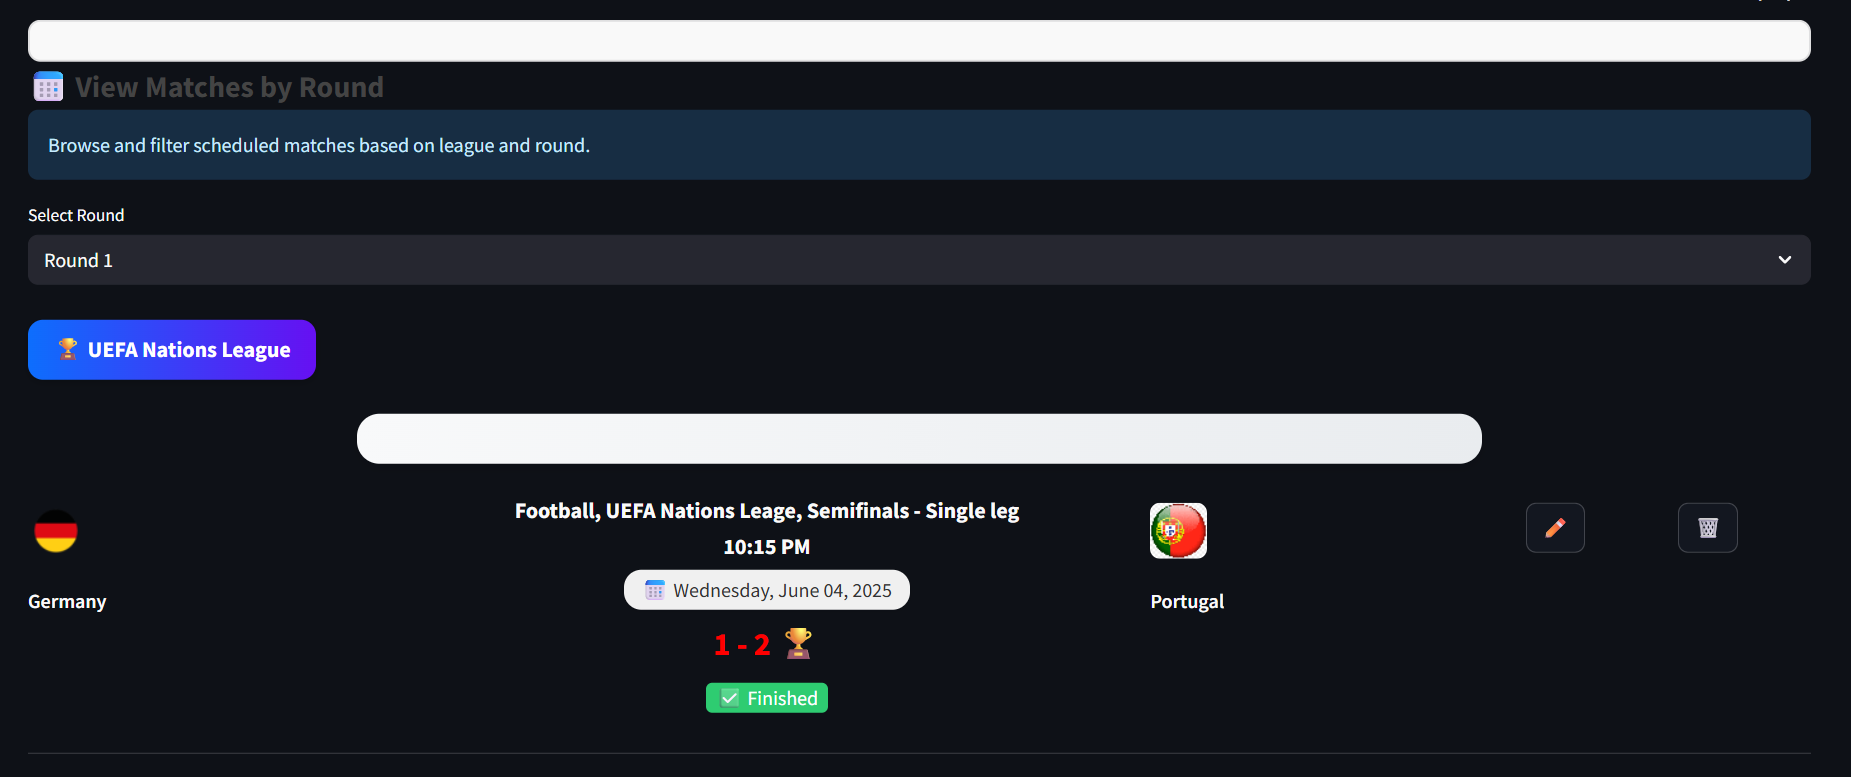 View Matches by Round
Browse and filter scheduled matches based on league and round.
Select Round
Round 1
UEFA Nations League
Football, UEFA Nations Leage, Semifinals - Single leg
10:15 PM
Wednesday, June 04, 2025
Germany
Portugal
1 - 2
Finished